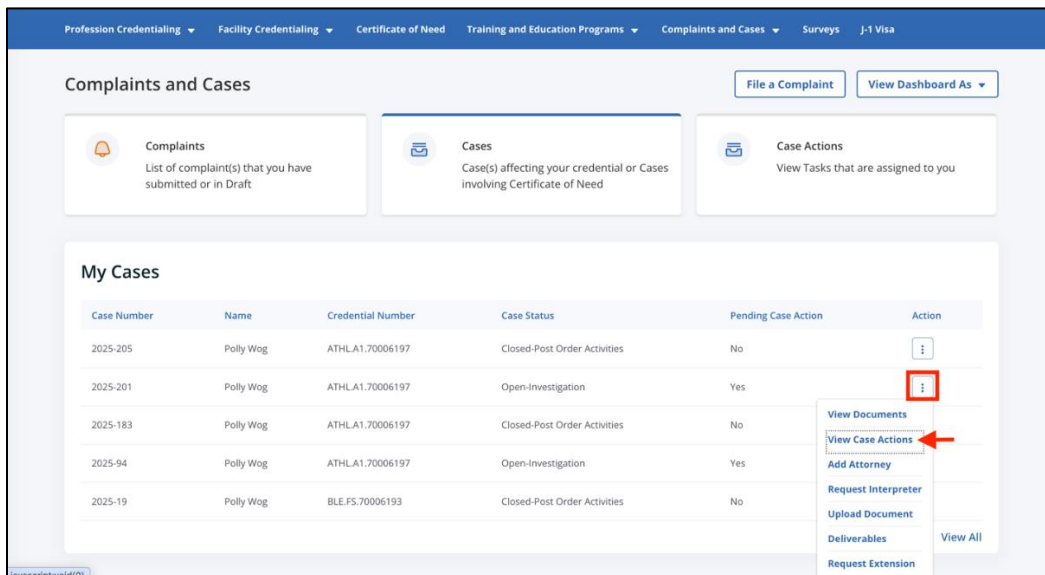 Profession Credentialing Facility Credentialing Certificate of Need Training and Education Programs Complaints and Cases Surveys J-1 Visa
Complaints and Cases
File a Complaint View Dashboard As
Complaints
List of complaint(s) that you have
submitted or in Draft
Cases
Case(s) affecting your credential or Cases
involving Certificate of Need
Case Actions
View Tasks that are assigned to you
My Cases
Case Number Name Credential Number Case Status Pending Case Action Action
2025-205 Polly Wog ATHL.A1.70006197 Closed-Post Order Activities No
2025-201 Polly Wog ATHL.A1.70006197 Open-Investigation Yes
2025-183 Polly Wog ATHL.A1.70006197 Closed-Post Order Activities No
2025-94 Polly Wog ATHL.A1.70006197 Open-Investigation Yes
2025-19 Polly Wog BLE.FS.70006193 Closed-Post Order Activities No
View Documents
View Case Actions
Add Attorney
Request Interpreter
Upload Document
Deliverables
Request Extension
View All